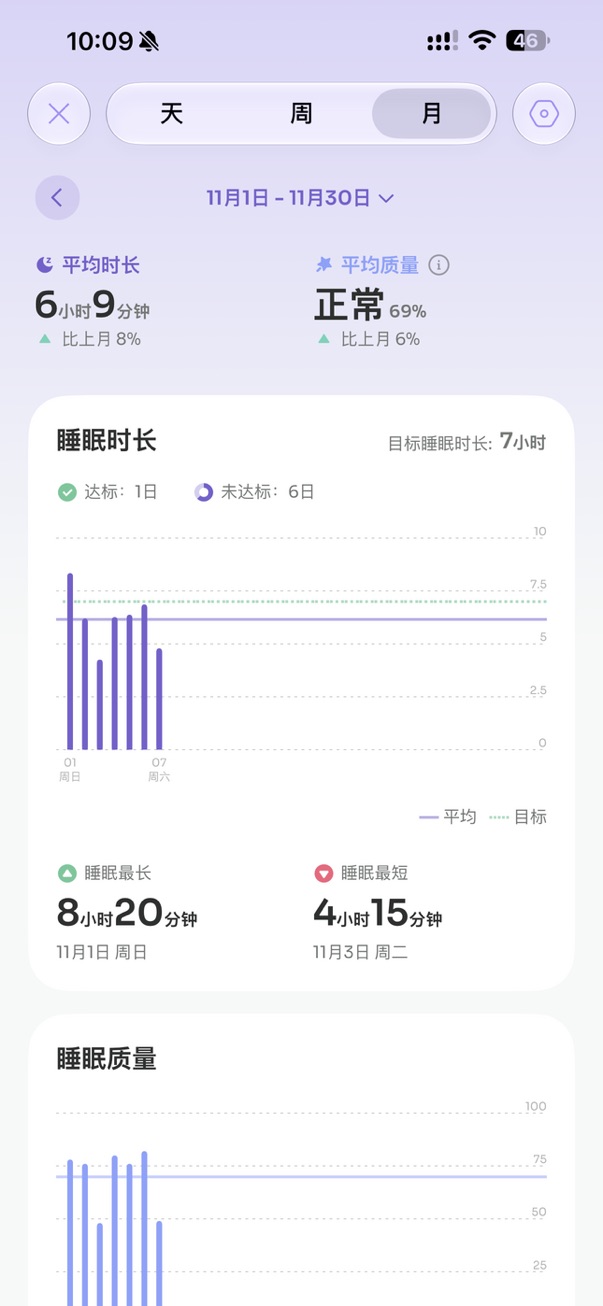 10:09
46
天 周 月
11月1日 - 11月30日
平均时长
6小时9分钟
比上月 8%
平均质量
正常 69%
比上月 6%
睡眠时长
目标睡眠时长: 7小时
达标: 1日 未达标: 6日
10
7.5
5
2.5
0
01 07
周日 周六
平均 目标
睡眠最长
8小时20分钟
11月1日 周日
睡眠最短
4小时15分钟
11月3日 周二
睡眠质量
100
75
50
25